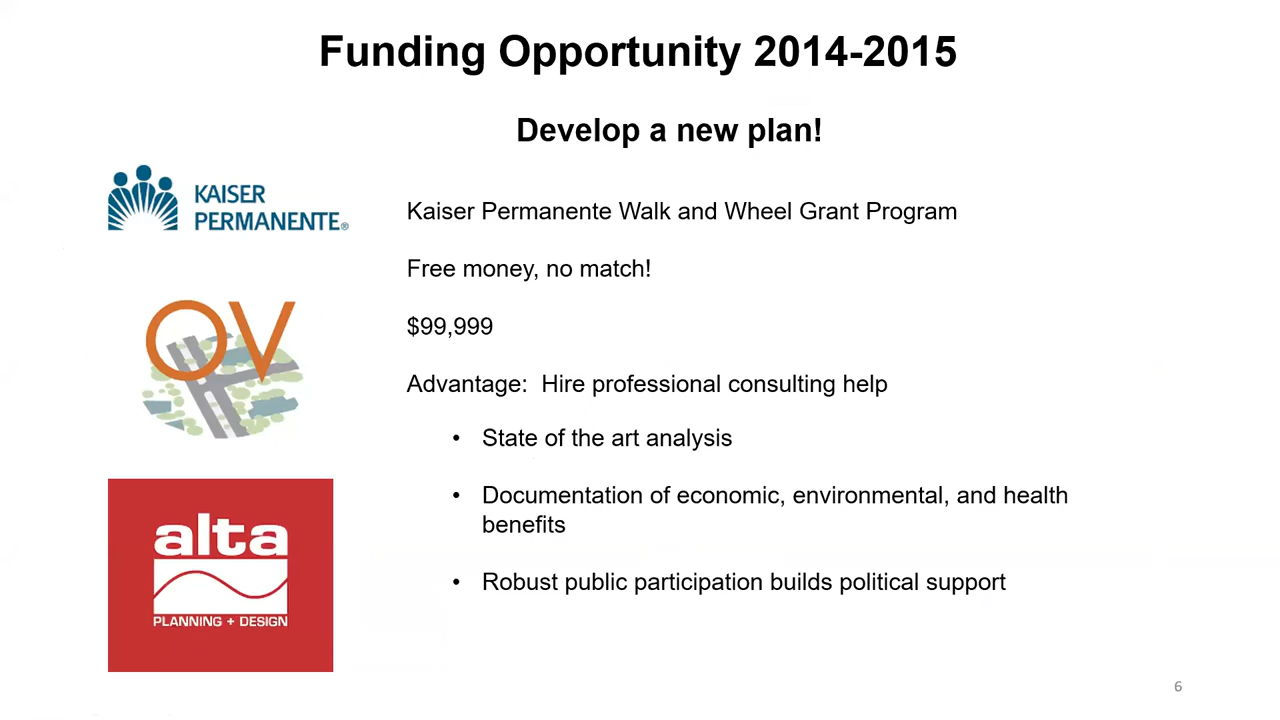 Funding Opportunity 2014-2015
Develop a new plan!
KAISER
PERMANENTE®
Kaiser Permanente Walk and Wheel Grant Program
Free money, no match!
OV
$99,999
Advantage:  Hire professional consulting help
• State of the art analysis
• Documentation of economic, environmental, and health
benefits
alta
PLANNING + DESIGN
• Robust public participation builds political support
6